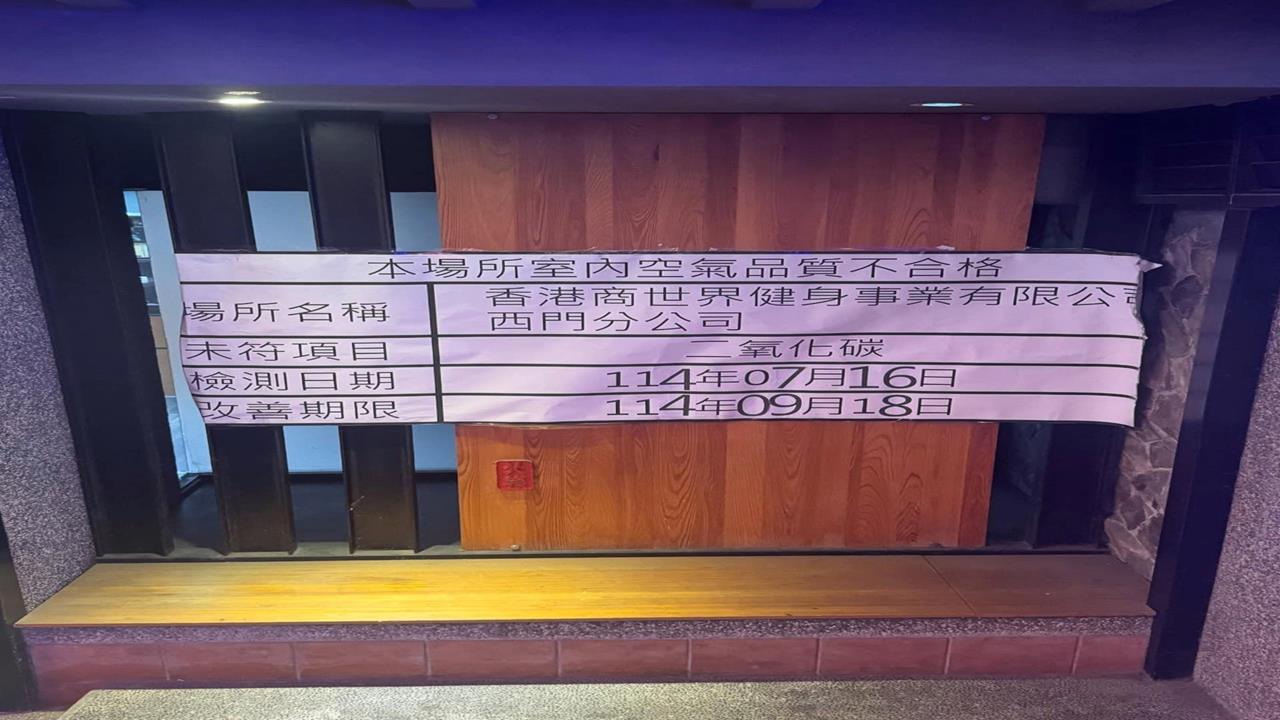 本場所室內空氣品質不合格
場所名稱
香港商世界健身事業有限公司
西門分公司
未符項目 二氧化碳
檢測日期 114年07月16日
改善期限 114年09月18日